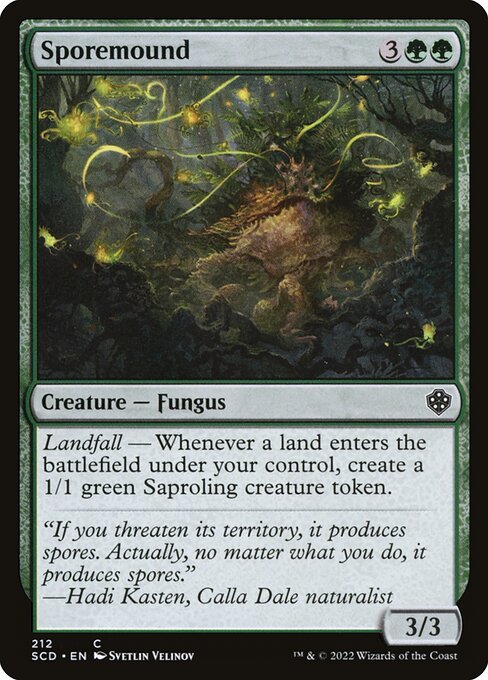 Sporemound 3
Creature — Fungus
Landfall — Whenever a land enters the
battlefield under your control, create a
1/1 green Saproling creature token.
“If you threaten its territory, it produces
spores. Actually, no matter what you do, it
produces spores.”
—Hadi Kasten, Calla Dale naturalist
3/3
212 C
SCD • EN Svetlin Velinov ™ & © 2022 Wizards of the Coast